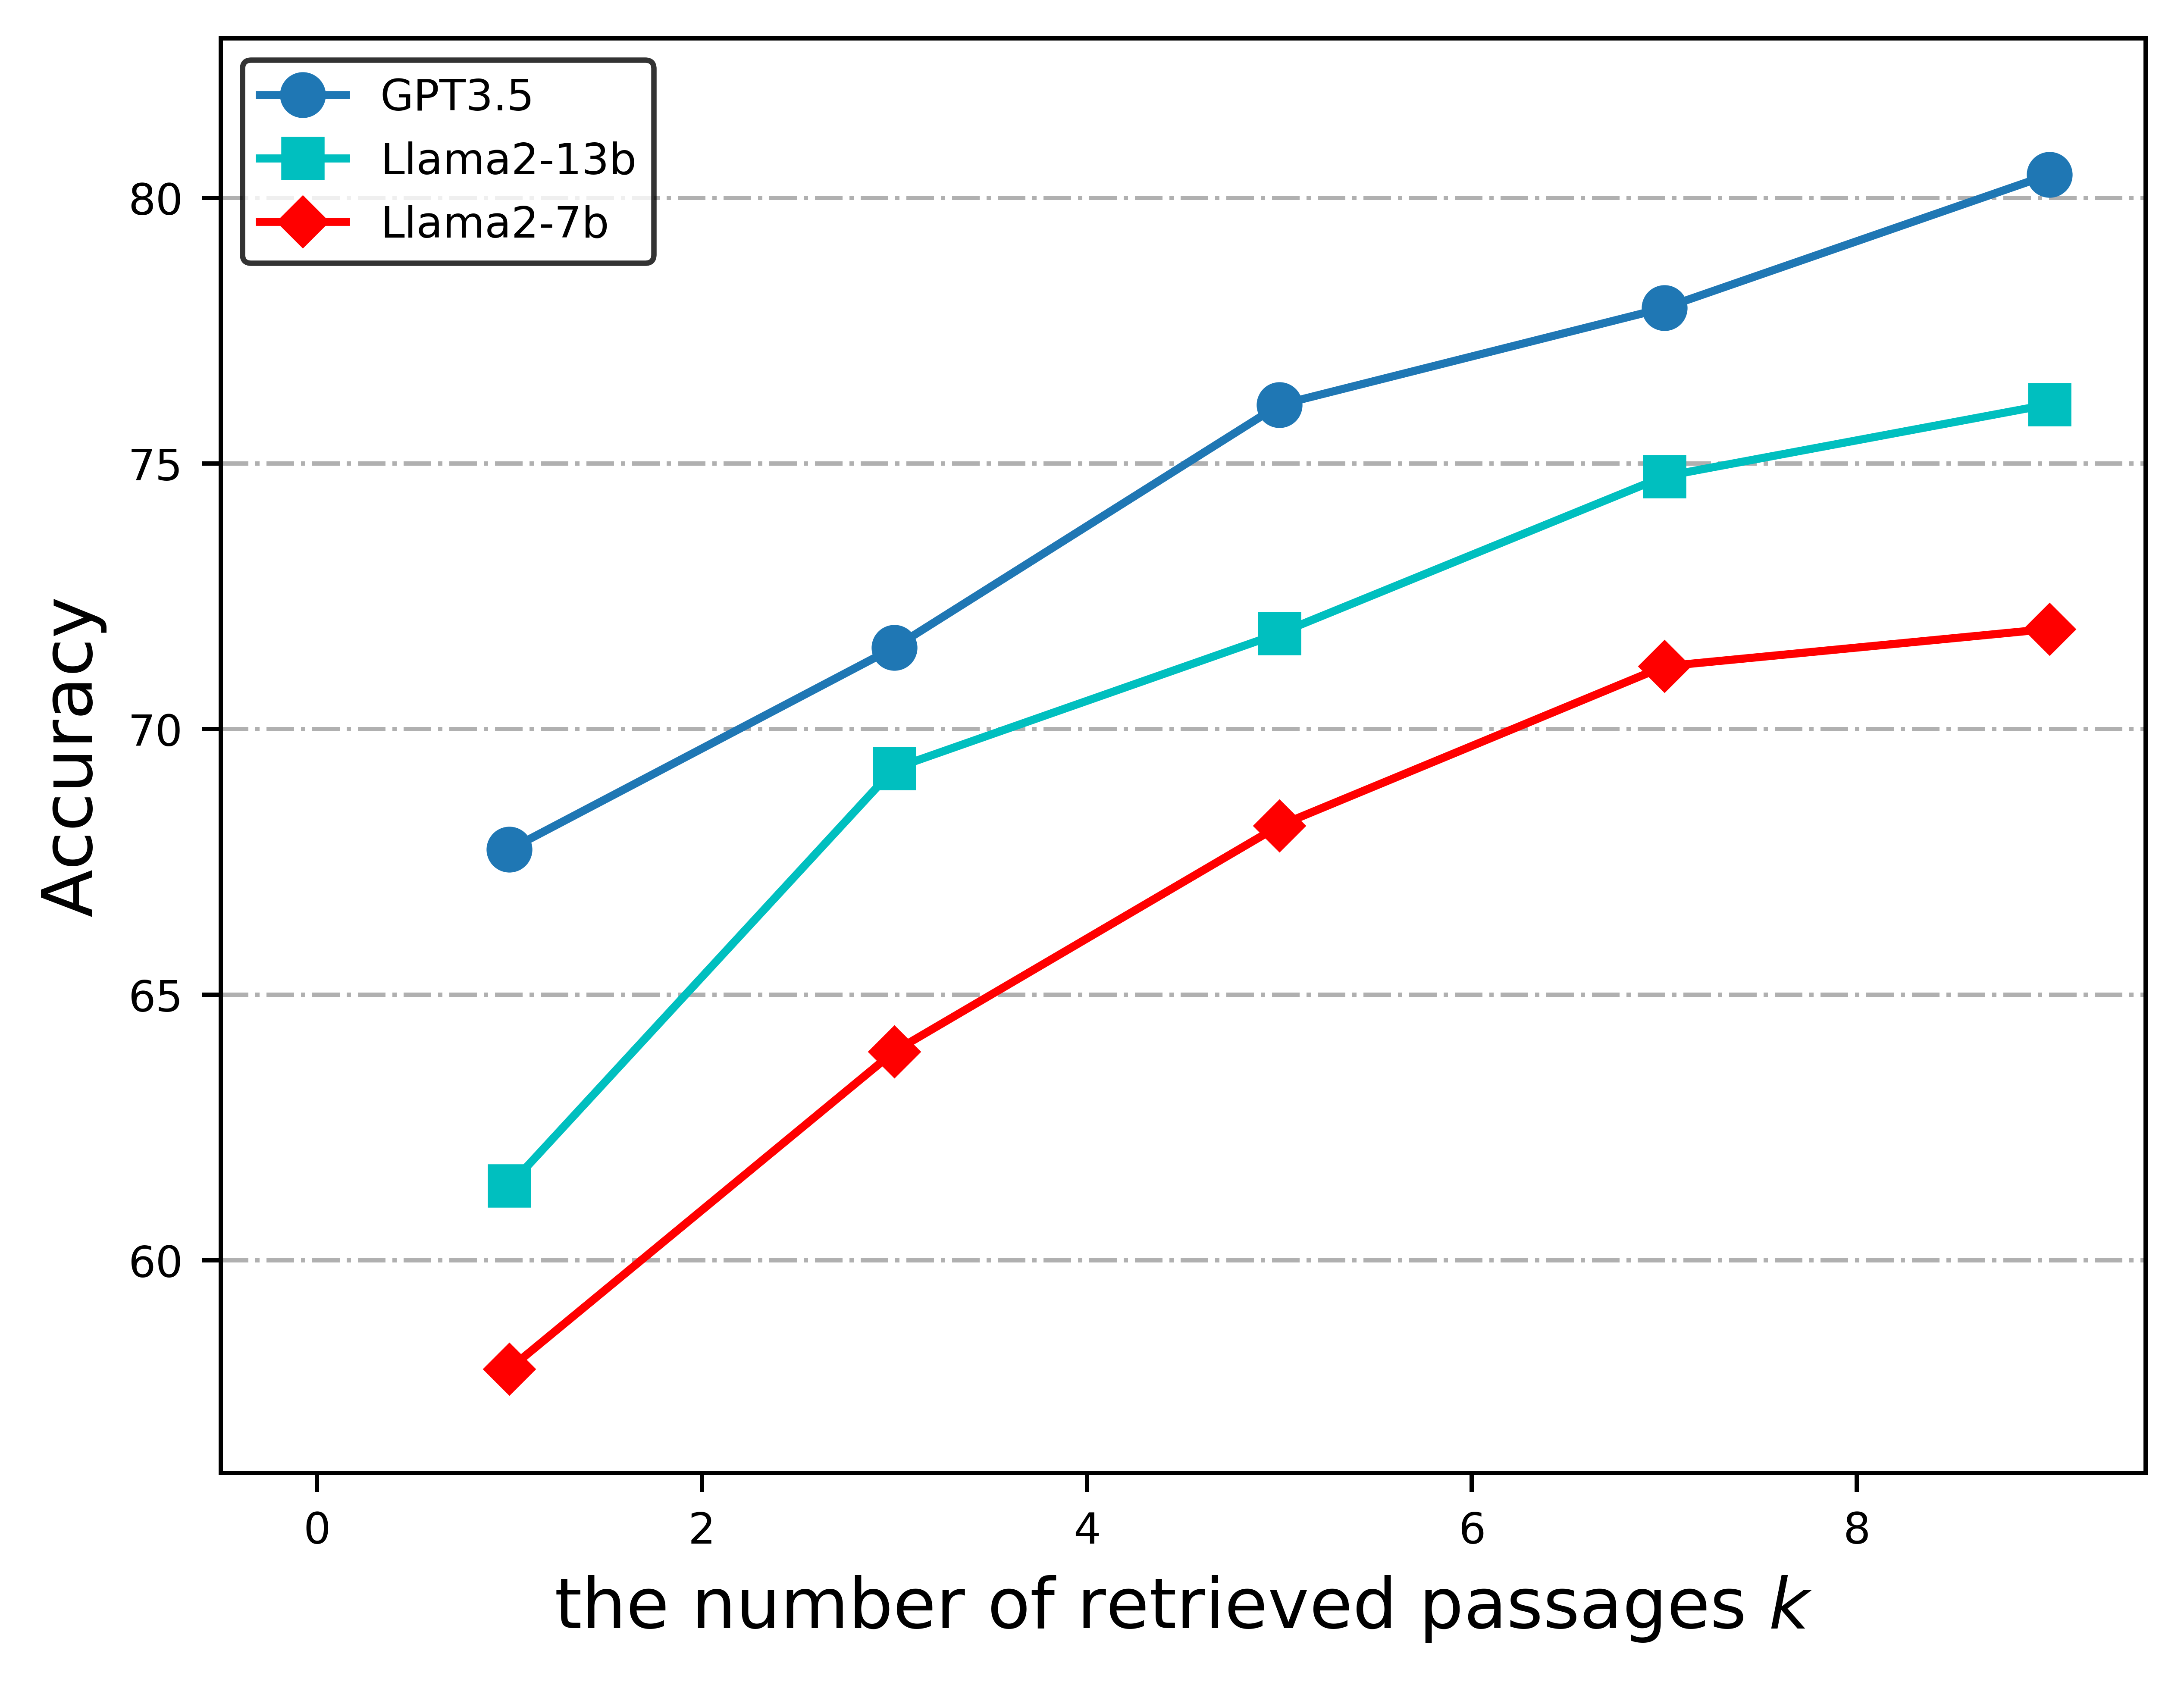 GPT3.5
Llama2-13b
Llama2-7b
80
75
70
65
60
Accuracy
0 2 4 6 8
the number of retrieved passages k